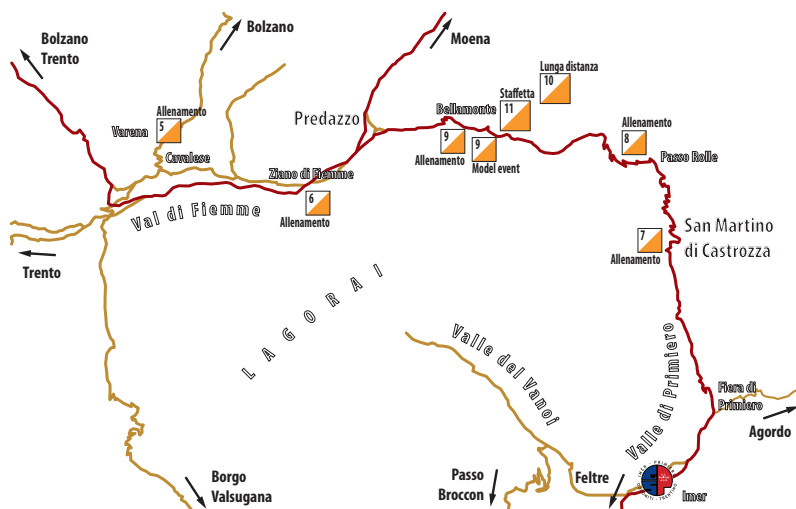 Bolzano
Trento
Bolzano
Moena
Lunga distanza
10
Staffetta
11
Allenamento
5
Varena
Cavalese
Predazzo
Bellamonte
9
Allenamento
9
Model event
Allenamento
8
Passo Rolle
Ziano di Fiemme
6
Allenamento
Val di Fiemme
Trento
7
Allenamento
San Martino
di Castrozza
LAGORAI
Valle del Vanoi
Valle di Primiero
Fiera di
Primiero
Agordo
Borgo
Valsugana
Passo
Broccon
Feltre
Imer